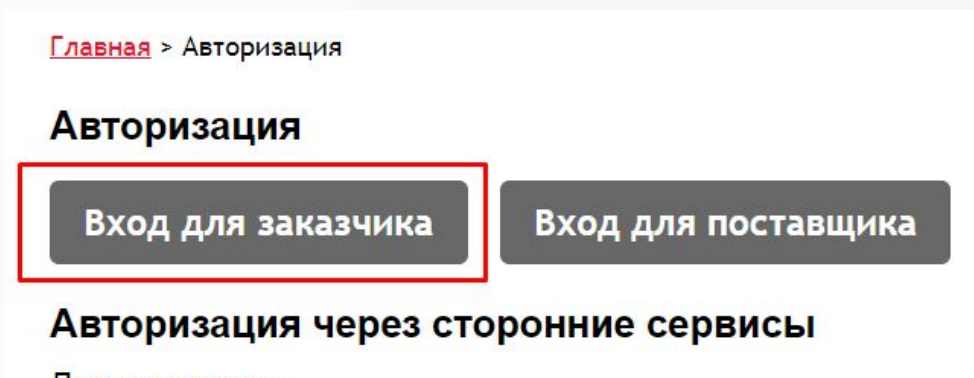 Главная > Авторизация
Авторизация
Вход для заказчика Вход для поставщика
Авторизация через сторонние сервисы